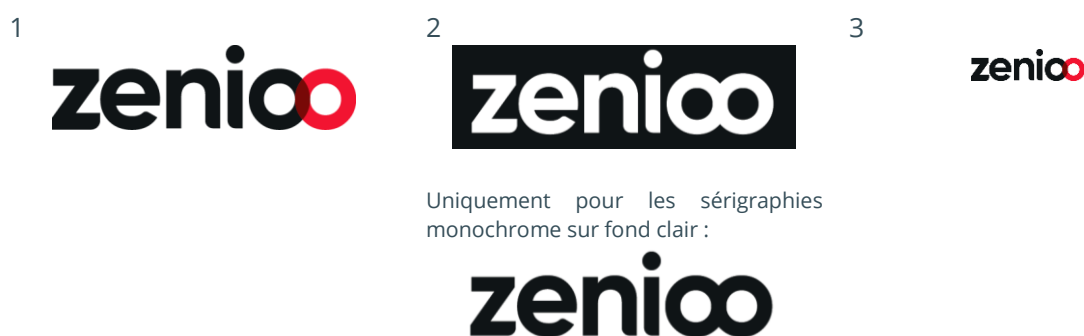 1
zenioo
2
zenioo
Uniquement pour les sérigraphies
monochrome sur fond clair :
zenioo
3
zenioo